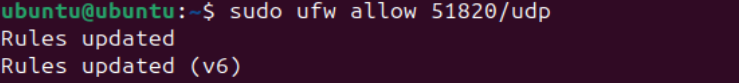 ubuntu@ubuntu:~$ sudo ufw allow 51820/udp
Rules updated
Rules updated (v6)